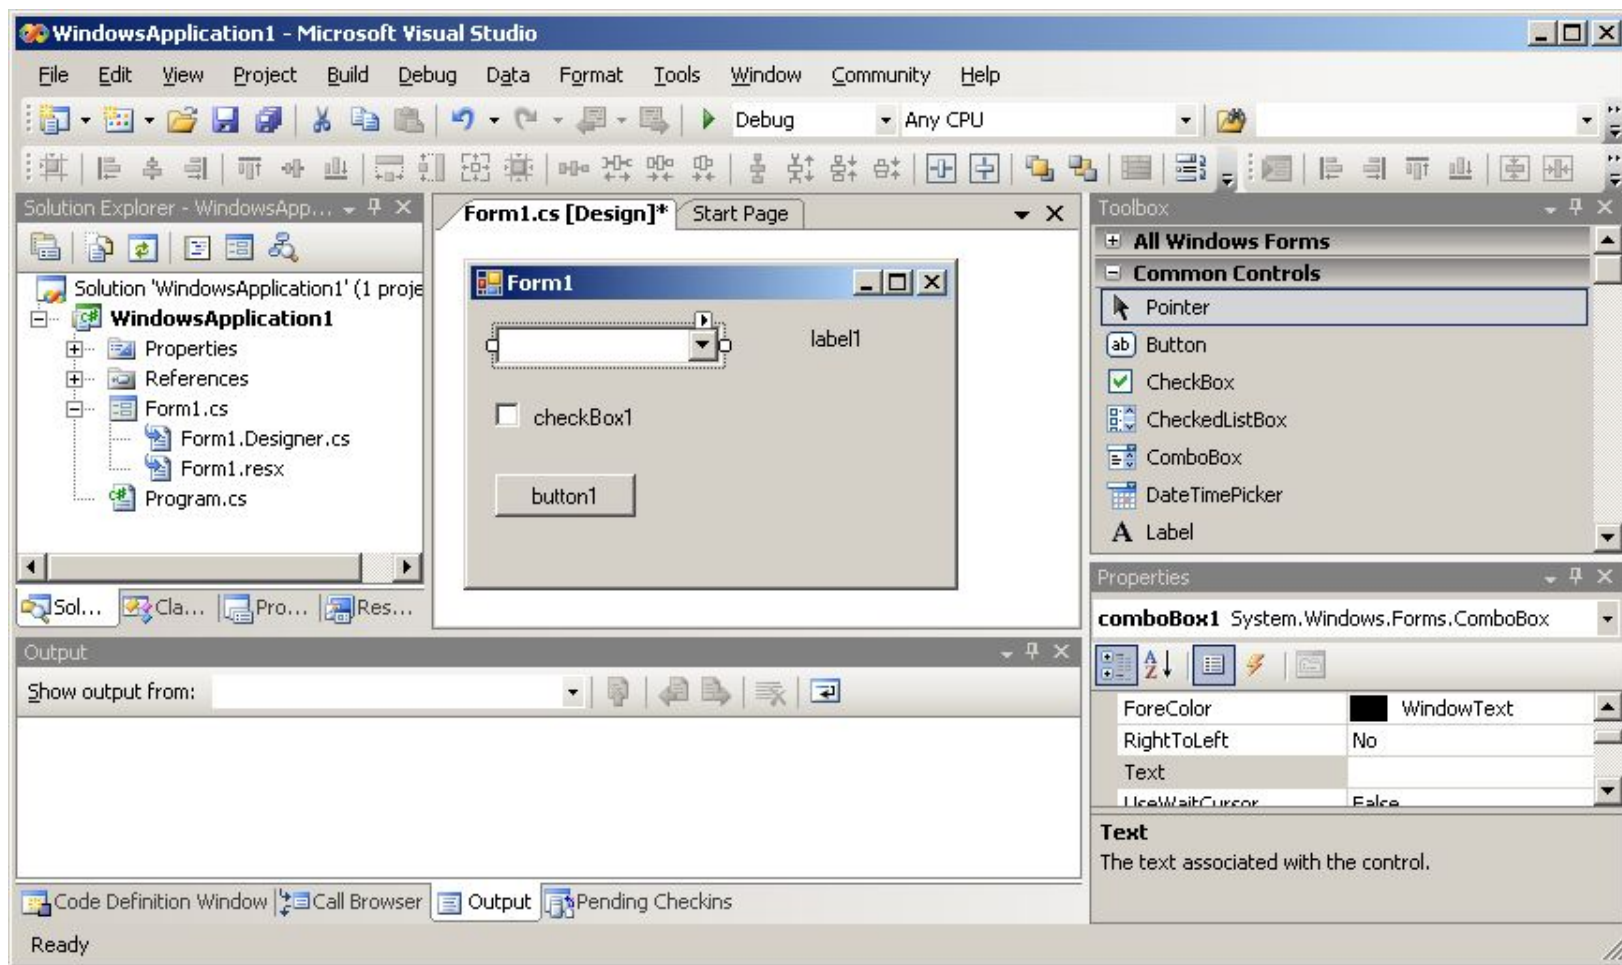 WindowsApplication1 - Microsoft Visual Studio
File Edit View Project Build Debug Data Format Tools Window Community Help
Debug Any CPU
Solution Explorer - WindowsApp...
Solution 'WindowsApplication1' (1 proje
WindowsApplication1
Properties
References
Form1.cs
Form1.Designer.cs
Form1.resx
Program.cs
Sol... Cla... Pro... Res...
Form1.cs [Design]* Start Page
Form1
label1
checkBox1
button1
Toolbox
All Windows Forms
Common Controls
Pointer
ab Button
CheckBox
CheckedListBox
ComboBox
DateTimePicker
A Label
Properties
comboBox1 System.Windows.Forms.ComboBox
ForeColor WindowText
RightToLeft No
Text
UseWaitCursor False
Text
The text associated with the control.
Output
Show output from:
Code Definition Window Call Browser Output Pending Checkins
Ready